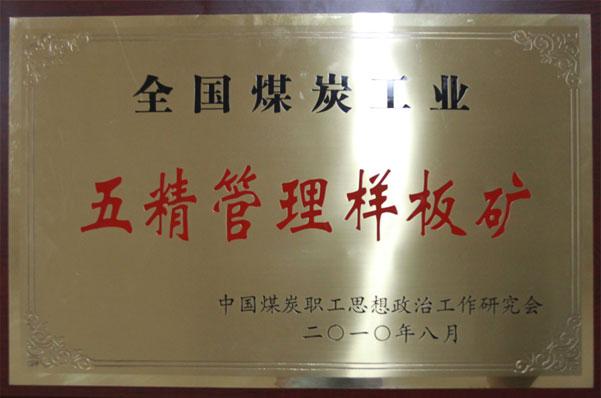 全国煤炭工业
五精管理样板矿
中国煤炭职工思想政治工作研究会
二〇一〇年八月